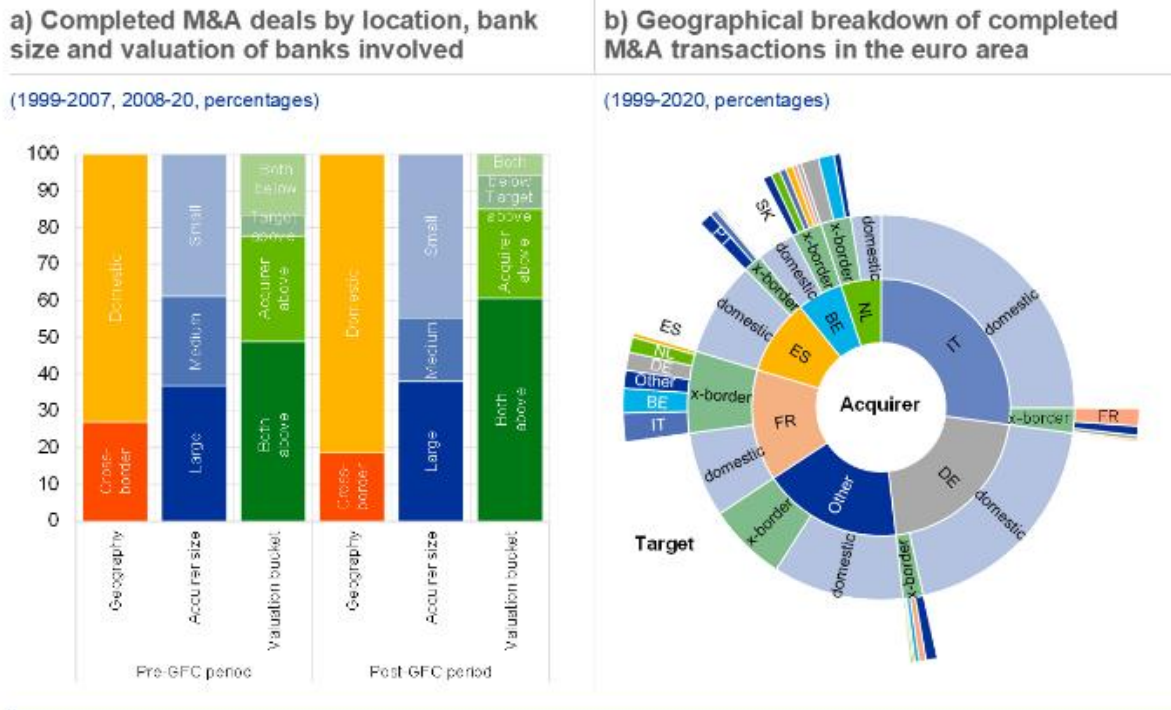 a) Completed M&A deals by location, bank
size and valuation of banks involved
(1999-2007, 2008-20, percentages)
100
90
80
70
60
50
40
30
20
10
0
Domestic
Cross-
border
Small
Medium
Large
Both
below
Target
above
Acquirer
above
Both
above
Domestic
Cross-
border
Small
Medium
Large
Both
below
Target
above
Acquirer
above
Both
above
Geography
Acquirer size
Valuation bucket
Geography
Acquirer size
Valuation bucket
Pre-GFC period
Post-GFC period
b) Geographical breakdown of completed
M&A transactions in the euro area
(1999-2020, percentages)
Acquirer
Target
IT
DE
Other
FR
ES
BE
NL
domestic
x-border
FR
domestic
x-border
domestic
x-border
domestic
x-border
ES
NL
DE
Other
BE
IT
domestic
x-border
PT
domestic
x-border
SK
x-border
domestic